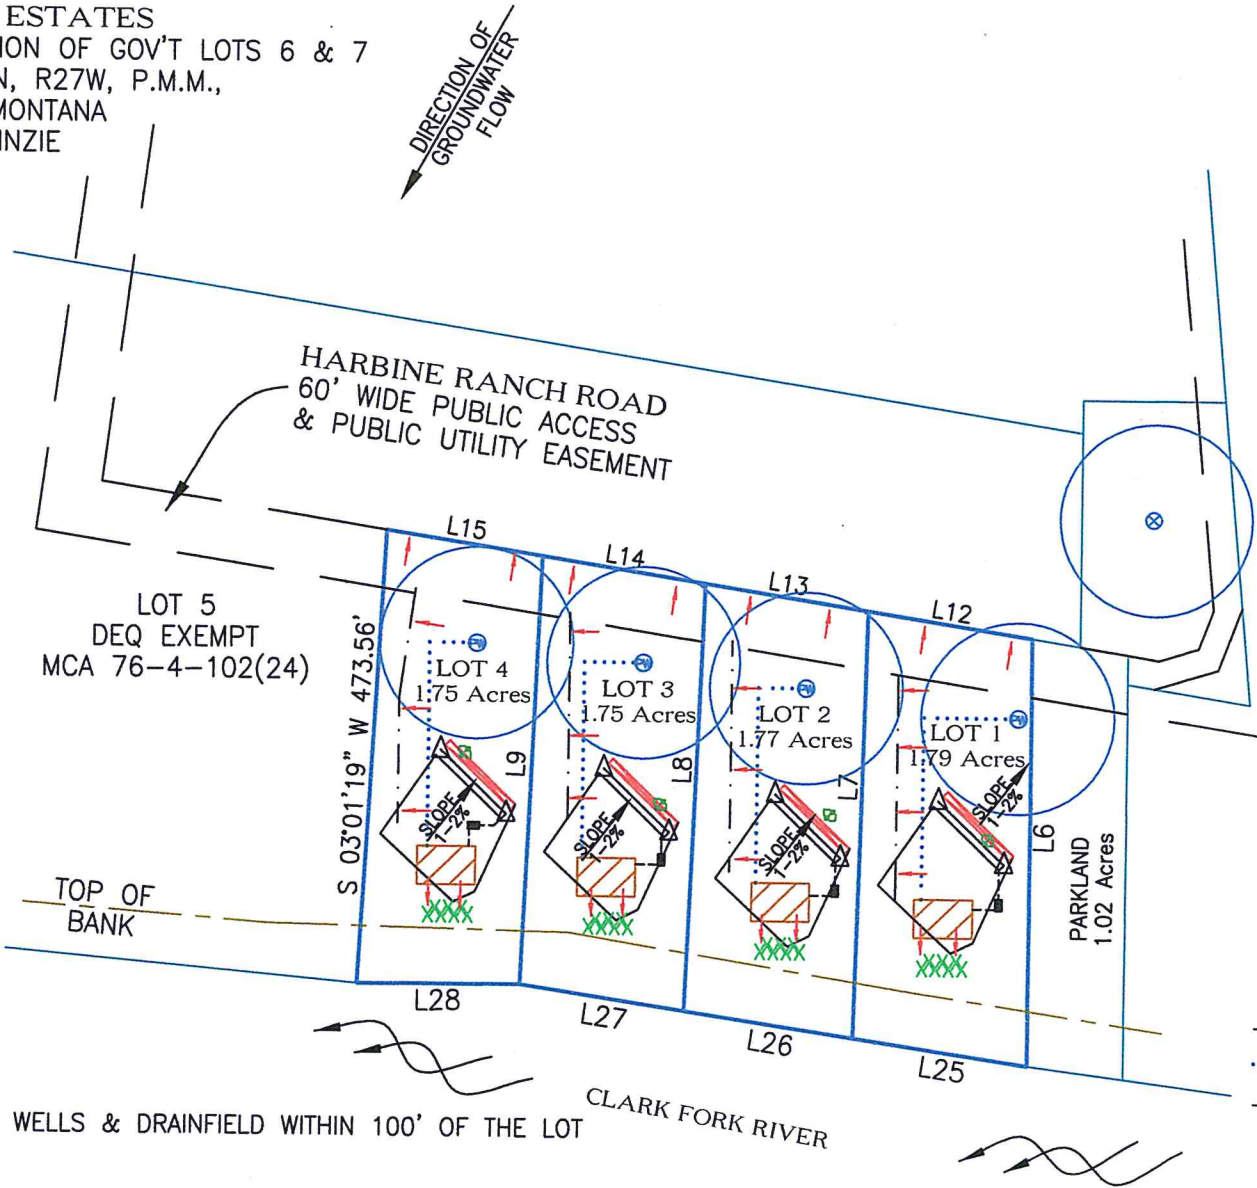 ESTATES
ION OF GOV'T LOTS 6 & 7
N, R27W, P.M.M.,
MONTANA
NZIE
DIRECTION OF
GROUNDWATER
FLOW
HARBINE RANCH ROAD
60' WIDE PUBLIC ACCESS
& PUBLIC UTILITY EASEMENT
L15
L14
L13
L12
LOT 5
DEQ EXEMPT
MCA 76-4-102(24)
S 03°01'19" W 473.56'
PW
LOT 4
1.75 Acres
L9
PW
LOT 3
1.75 Acres
L8
PW
LOT 2
1.77 Acres
L7
PW
LOT 1
1.79 Acres
L6
SLOPE
1-2%
SLOPE
1-2%
SLOPE
1-2%
SLOPE
1-2%
PARKLAND
1.02 Acres
TOP OF
BANK
L28
L27
L26
L25
CLARK FORK RIVER
WELLS & DRAINFIELD WITHIN 100' OF THE LOT